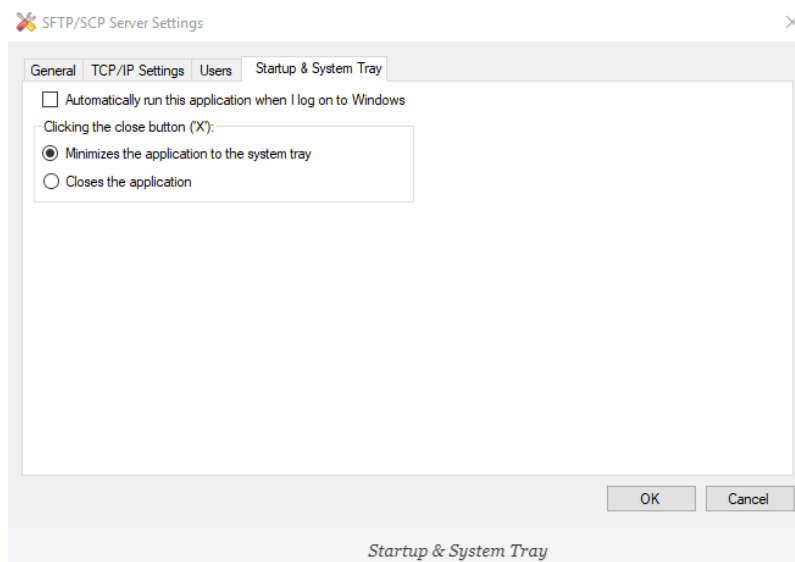 SFTP/SCP Server Settings
General TCP/IP Settings Users Startup & System Tray
Automatically run this application when I log on to Windows
Clicking the close button ('X'):
Minimizes the application to the system tray
Closes the application
OK Cancel
Startup & System Tray